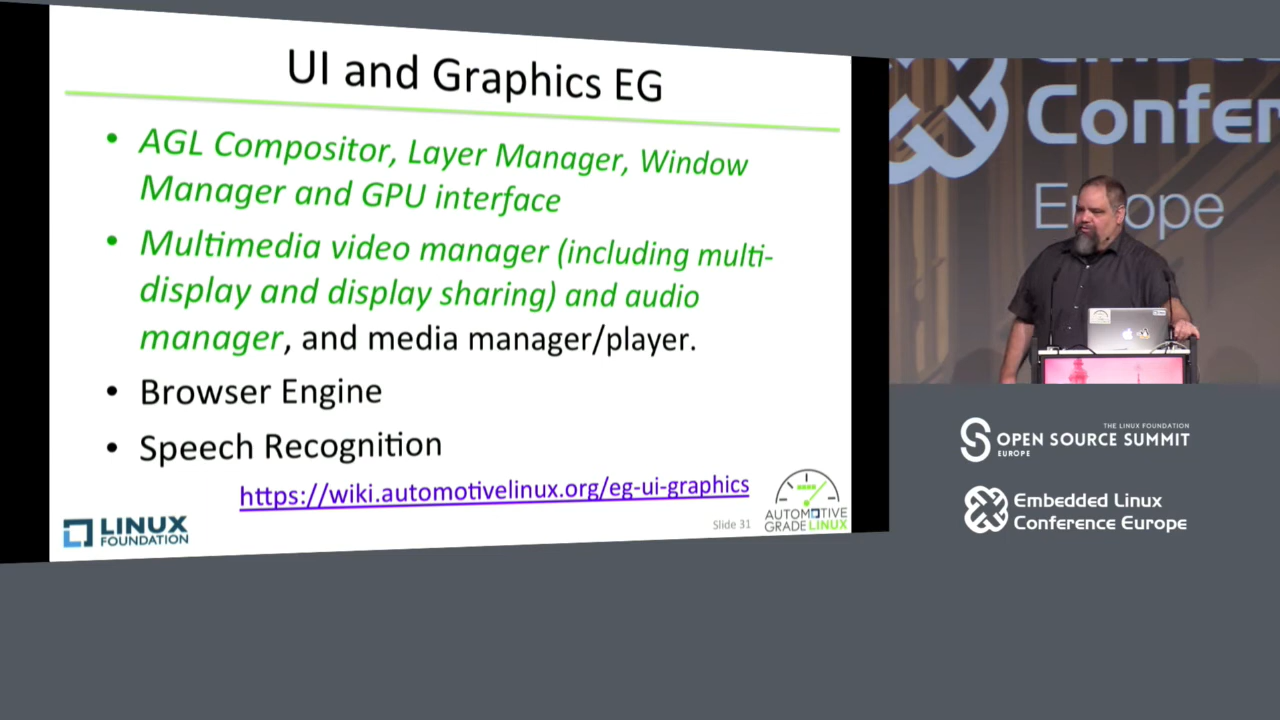 UI and Graphics EG
• AGL Compositor, Layer Manager, Window
Manager and GPU interface
• Multimedia video manager (including multi-
display and display sharing) and audio
manager, and media manager/player.
• Browser Engine
• Speech Recognition
https://wiki.automotivelinux.org/eg-ui-graphics
Slide 31
LINUX
FOUNDATION
AUTOMOTIVE
GRADE LINUX
Confer
Europe
THE LINUX FOUNDATION
OPEN SOURCE SUMMIT
EUROPE
Embedded Linux
Conference Europe